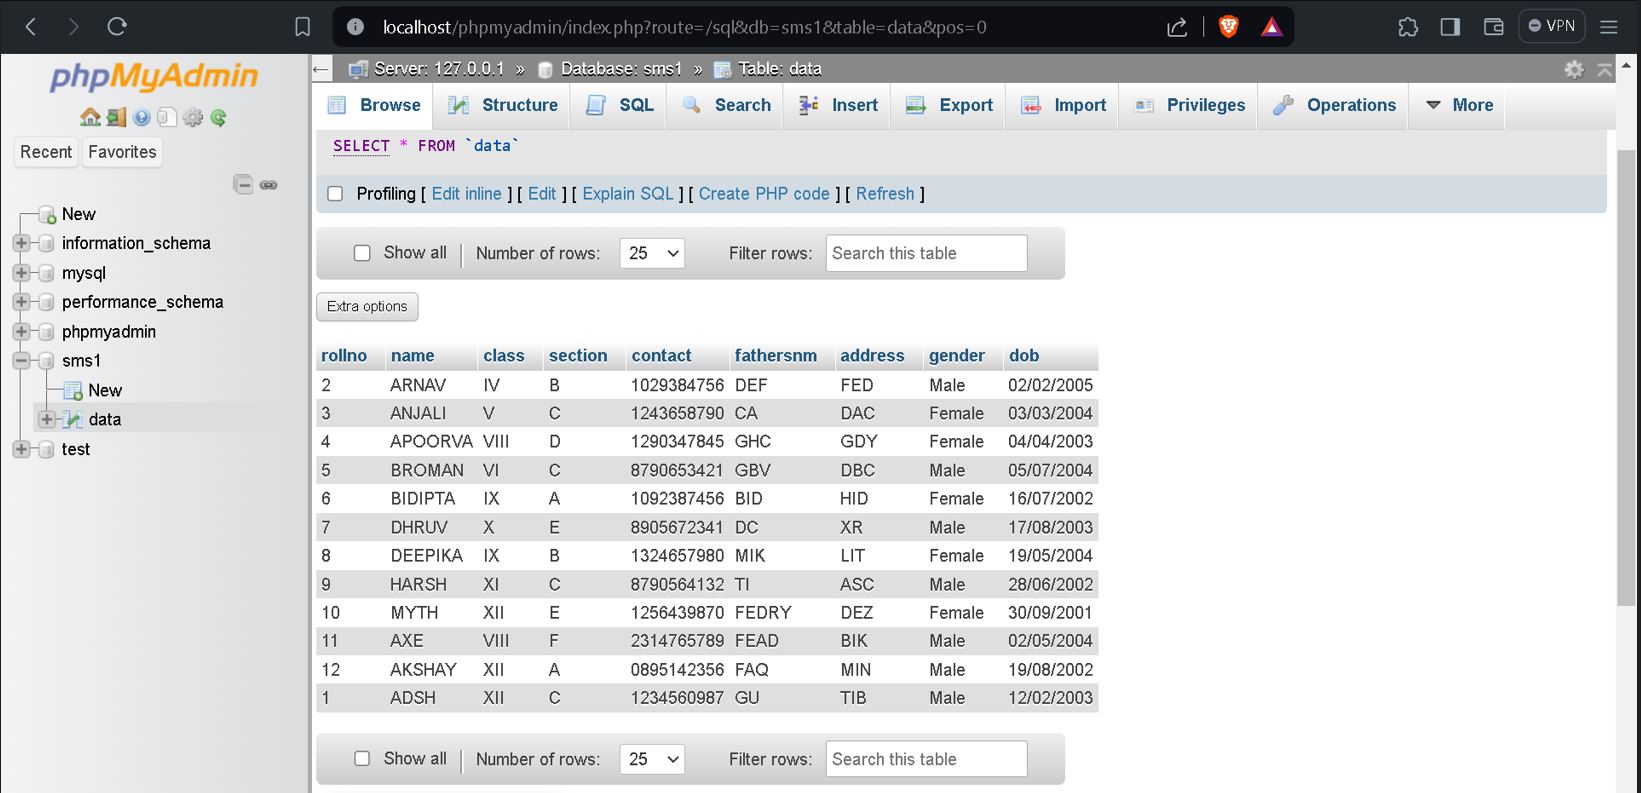 localhost/phpmyadmin/index.php?route=/sql&db=sms1&table=data&pos=0
VPN
phpMyAdmin
Recent Favorites
New
information_schema
mysql
performance_schema
phpmyadmin
sms1
New
data
test
Server: 127.0.0.1 » Database: sms1 » Table: data
Browse Structure SQL Search Insert Export Import Privileges Operations More
SELECT * FROM `data`
Profiling [ Edit inline ] [ Edit ] [ Explain SQL ] [ Create PHP code ] [ Refresh ]
Show all Number of rows: 25 Filter rows: Search this table
Extra options
rollno name class section contact fathersnm address gender dob
2 ARNAV IV B 1029384756 DEF FED Male 02/02/2005
3 ANJALI V C 1243658790 CA DAC Female 03/03/2004
4 APOORVA VIII D 1290347845 GHC GDY Female 04/04/2003
5 BROMAN VI C 8790653421 GBV DBC Male 05/07/2004
6 BIDIPTA IX A 1092387456 BID HID Female 16/07/2002
7 DHRUV X E 8905672341 DC XR Male 17/08/2003
8 DEEPIKA IX B 1324657980 MIK LIT Female 19/05/2004
9 HARSH XI C 8790564132 TI ASC Male 28/06/2002
10 MYTH XII E 1256439870 FEDRY DEZ Female 30/09/2001
11 AXE VIII F 2314765789 FEAD BIK Male 02/05/2004
12 AKSHAY XII A 0895142356 FAQ MIN Male 19/08/2002
1 ADSH XII C 1234560987 GU TIB Male 12/02/2003
Show all Number of rows: 25 Filter rows: Search this table